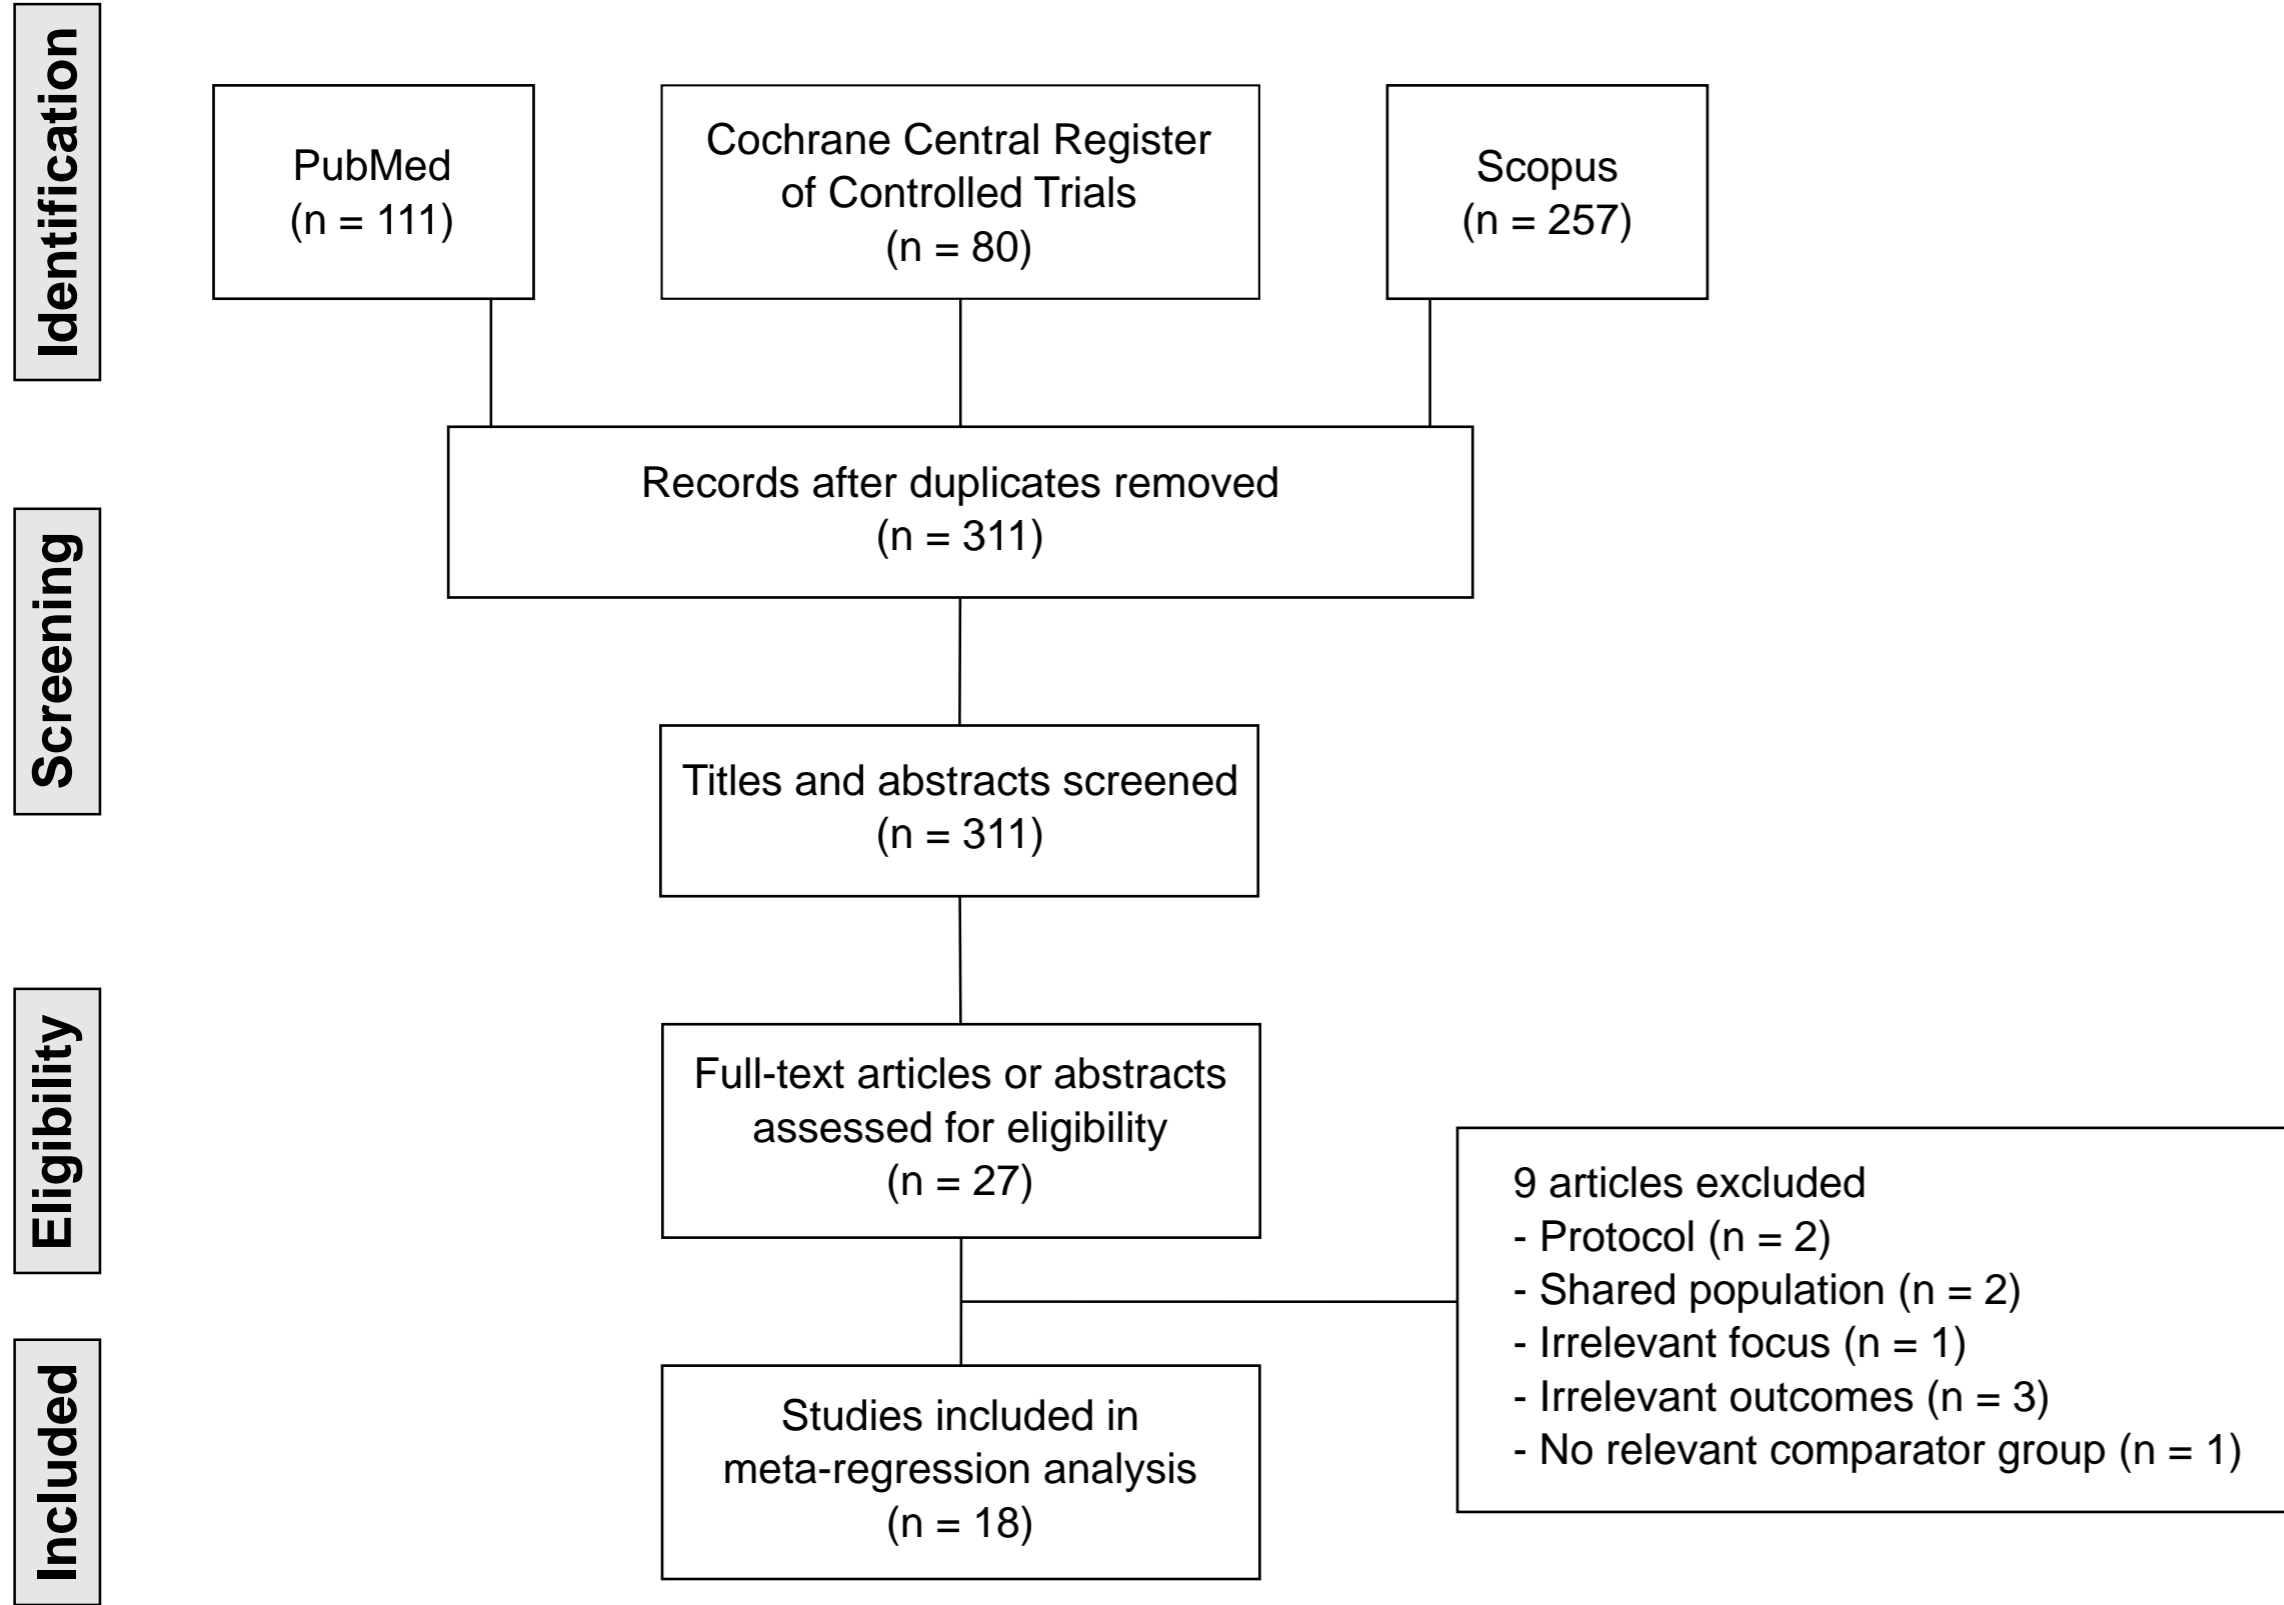 Identification
PubMed
(n = 111)
Cochrane Central Register
of Controlled Trials
(n = 80)
Scopus
(n = 257)
Screening
Records after duplicates removed
(n = 311)
Titles and abstracts screened
(n = 311)
Eligibility
Full-text articles or abstracts
assessed for eligibility
(n = 27)
9 articles excluded
- Protocol (n = 2)
- Shared population (n = 2)
- Irrelevant focus (n = 1)
- Irrelevant outcomes (n = 3)
- No relevant comparator group (n = 1)
Included
Studies included in
meta-regression analysis
(n = 18)